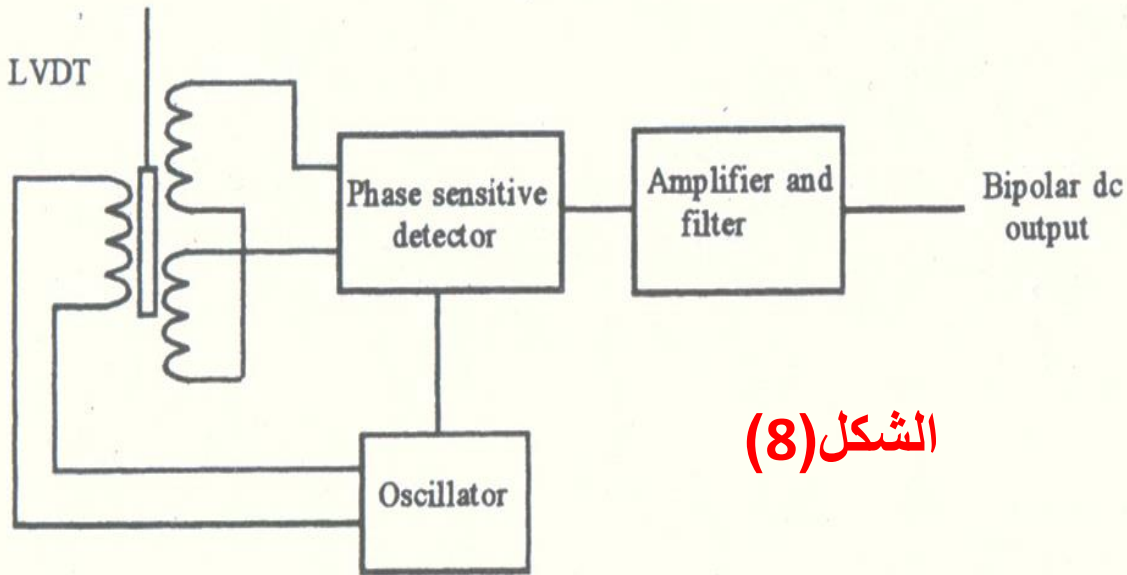 LVDT
Phase sensitive
detector
Amplifier and
filter
Bipolar dc
output
Oscillator
الشكل(8)